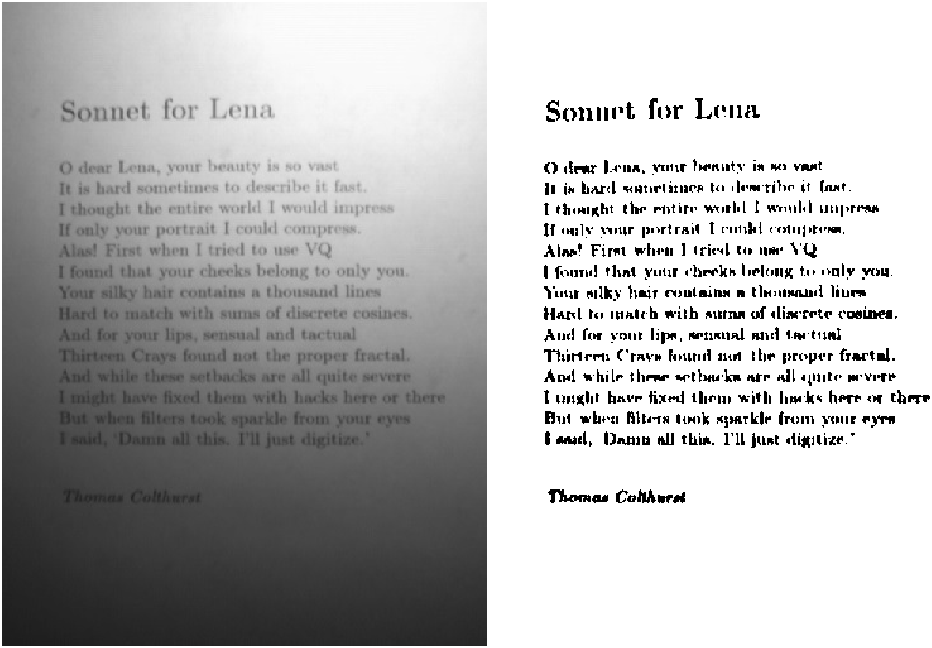 Sonnet for Lena
O dear Lena, your beauty is so vast
It is hard sometimes to describe it fast.
I thought the entire world I would impress
If only your portrait I could compress.
Alas! First when I tried to use VQ
I found that your cheeks belong to only you.
Your silky hair contains a thousand lines
Hard to match with sums of discrete cosines.
And for your lips, sensual and tactual
Thirteen Crays found not the proper fractal.
And while these setbacks are all quite severe
I might have fixed them with hacks here or there
But when filters took sparkle from your eyes
I said, 'Damn all this. I'll just digitize.'
Thomas Colthurst
Sonnet for Lena
O dear Lena, your beauty is so vast
It is hard sometimes to describe it fast.
I thought the entire world I would impress
If only your portrait I could compress.
Alas! First when I tried to use VQ
I found that your cheeks belong to only you.
Your silky hair contains a thousand lines
Hard to match with sums of discrete cosines.
And for your lips, sensual and tactual
Thirteen Crays found not the proper fractal.
And while these setbacks are all quite severe
I might have fixed them with hacks here or there
But when filters took sparkle from your eyes
I said, 'Damn all this. I'll just digitize.'
Thomas Colthurst